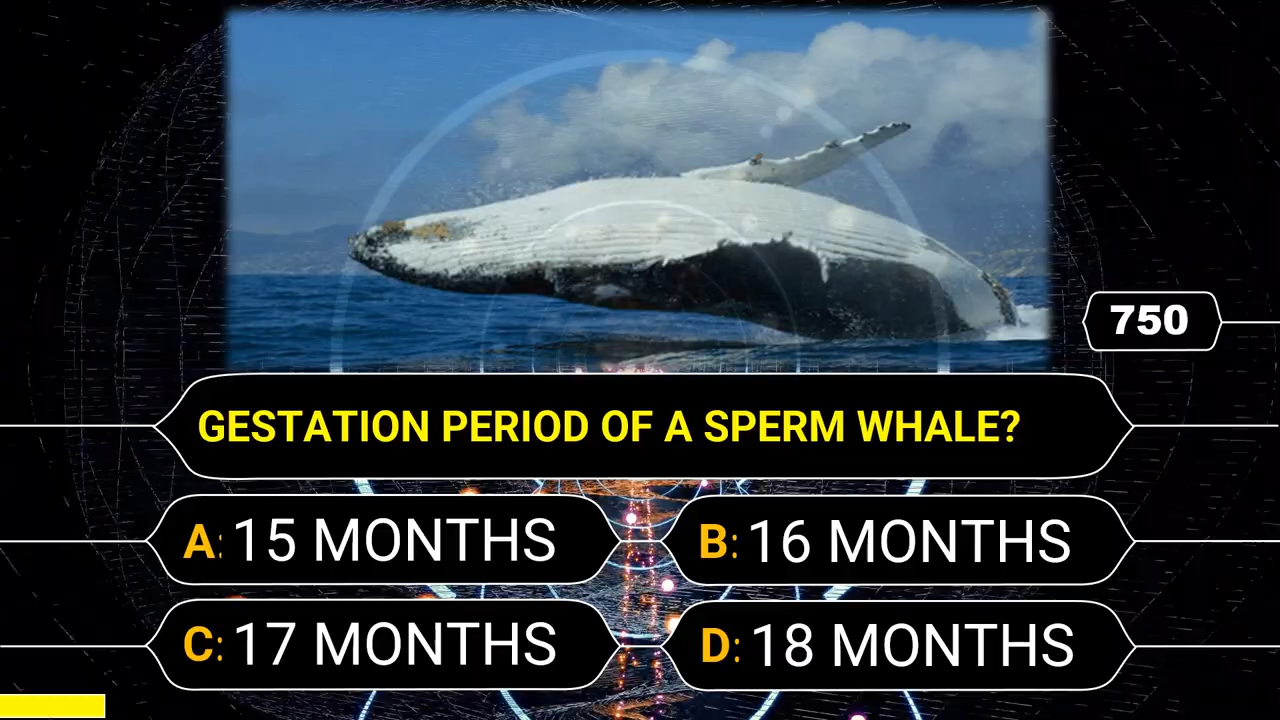 750
GESTATION PERIOD OF A SPERM WHALE?
A: 15 MONTHS
B: 16 MONTHS
C: 17 MONTHS
D: 18 MONTHS